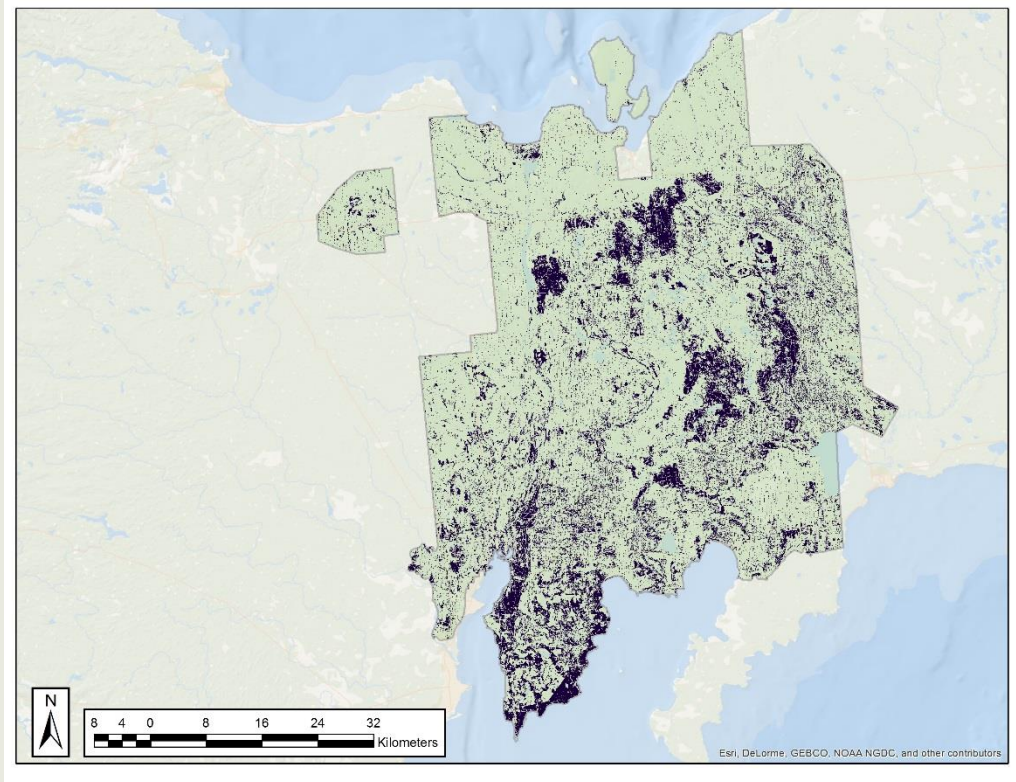 N
8 4 0 8 16 24 32
Kilometers
Esri, DeLorme, GEBCO, NOAA NGDC, and other contributors